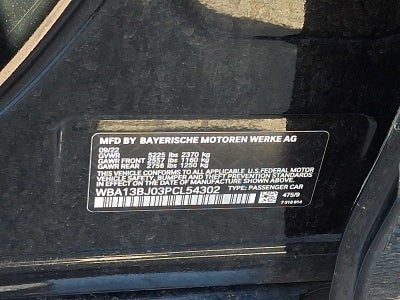 MFD BY BAYERISCHE MOTOREN WERKE AG
09/22
GVWR 5225 lbs 2370 kg
GAWR FRONT 2557 lbs 1160 kg
GAWR REAR 2756 lbs 1250 kg
THIS VEHICLE CONFORMS TO ALL APPLICABLE U.S.FEDERAL MOTOR
VEHICLE SAFETY, BUMPER AND THEFT PREVENTION STANDARDS
IN EFFECT ON THE DATE OF MANUFACTURE SHOWN ABOVE.
WBA13BJ03PCL54302 TYPE: PASSENGER CAR
475/9